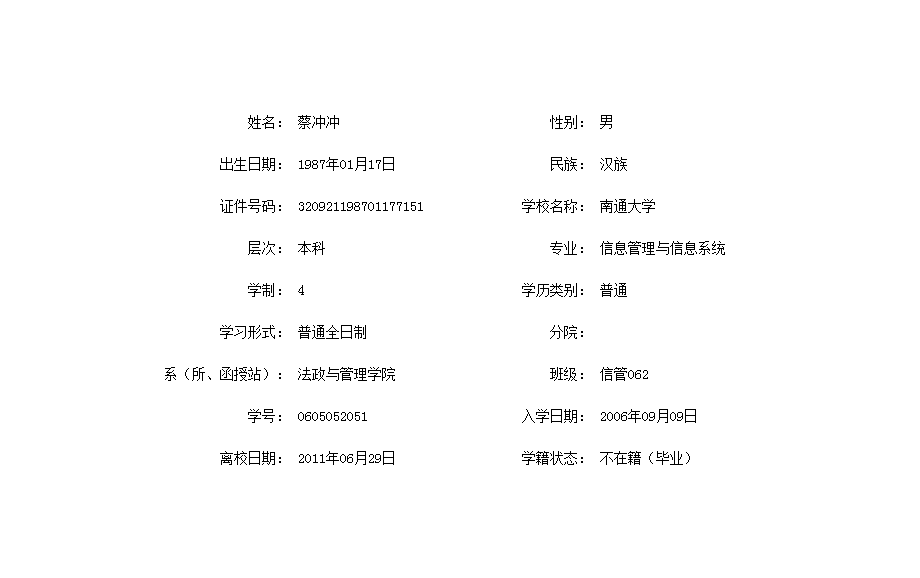 姓名： 蔡冲冲 性别： 男
出生日期： 1987年01月17日 民族： 汉族
证件号码： 320921198701177151 学校名称： 南通大学
层次： 本科 专业： 信息管理与信息系统
学制： 4 学历类别： 普通
学习形式： 普通全日制 分院：
系（所、函授站）： 法政与管理学院 班级： 信管062
学号： 0605052051 入学日期： 2006年09月09日
离校日期： 2011年06月29日 学籍状态： 不在籍（毕业）